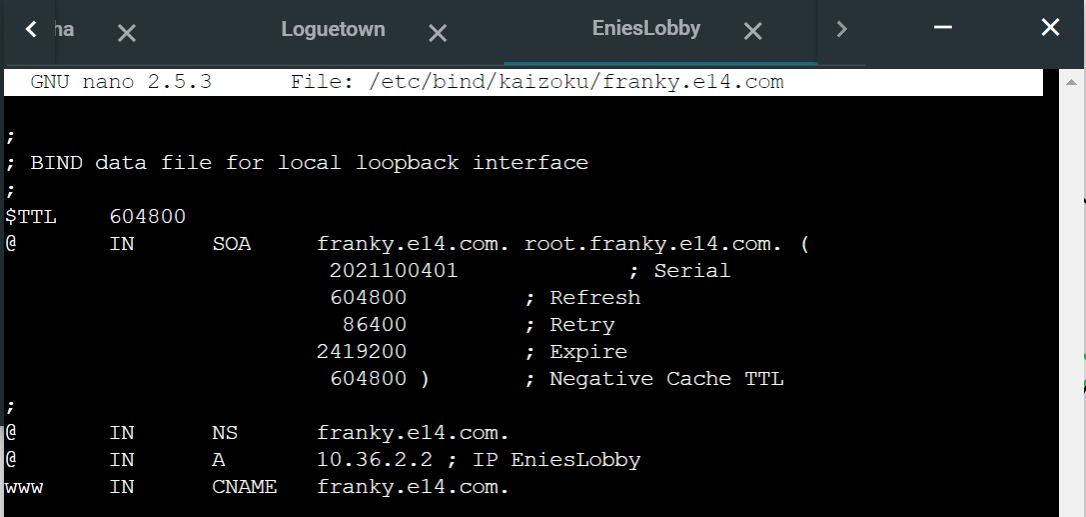 ha Loguetown EniesLobby
GNU nano 2.5.3 File: /etc/bind/kaizoku/franky.e14.com
;
; BIND data file for local loopback interface
;
$TTL 604800
@ IN SOA franky.e14.com. root.franky.e14.com. (
2021100401 ; Serial
604800 ; Refresh
86400 ; Retry
2419200 ; Expire
604800 ) ; Negative Cache TTL
;
@ IN NS franky.e14.com.
@ IN A 10.36.2.2 ; IP EniesLobby
www IN CNAME franky.e14.com.